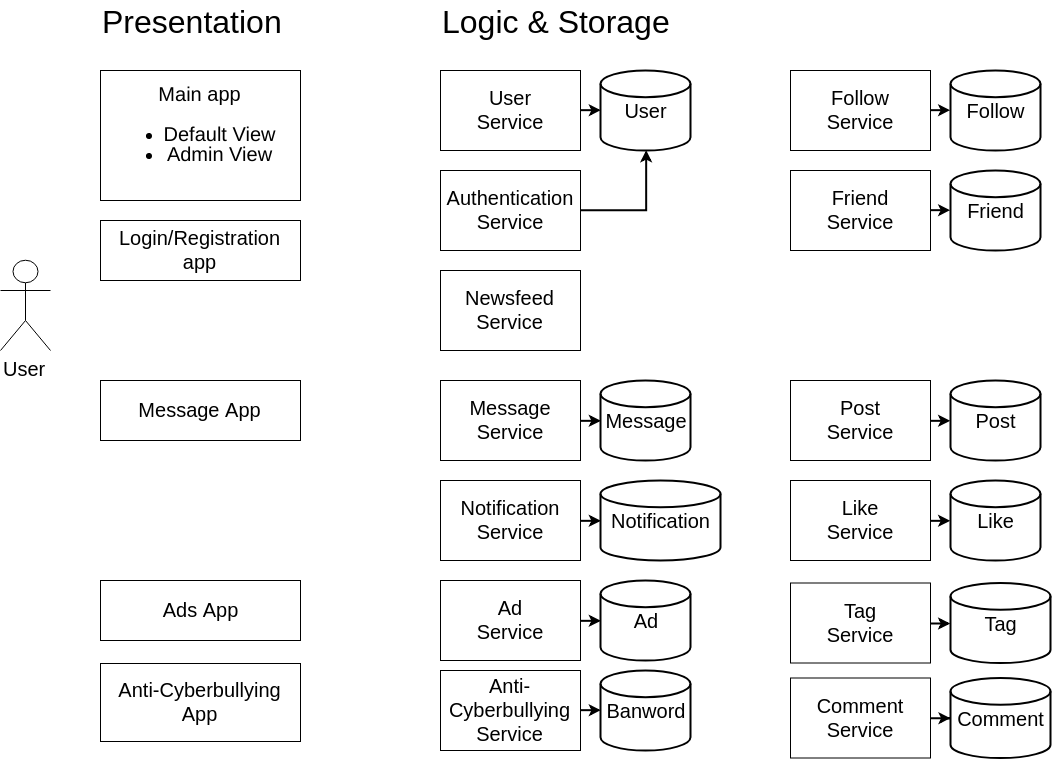 Presentation
Logic & Storage
Main app
Default View
Admin View
Login/Registration
app
User
Message App
Ads App
Anti-Cyberbullying
App
User
Service
User
Authentication
Service
Newsfeed
Service
Message
Service
Message
Notification
Service
Notification
Ad
Service
Ad
Anti-
Cyberbullying
Service
Banword
Follow
Service
Follow
Friend
Service
Friend
Post
Service
Post
Like
Service
Like
Tag
Service
Tag
Comment
Service
Comment